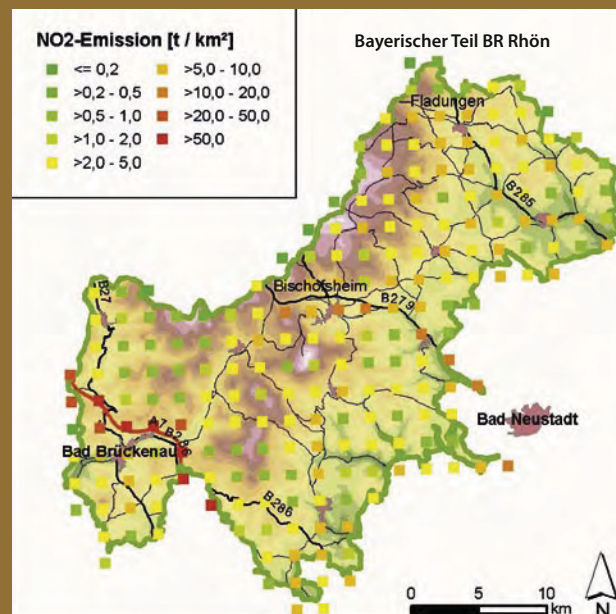 NO2-Emission [t / km²]
<= 0,2
>0,2 - 0,5
>0,5 - 1,0
>1,0 - 2,0
>2,0 - 5,0
>5,0 - 10,0
>10,0 - 20,0
>20,0 - 50,0
>50,0
Bayerischer Teil BR Rhön
Fladungen
B285
Bischofsheim
B279
B27
Bad Neustadt
A7
B286
Bad Brückenau
B286
0 5 10
km
N